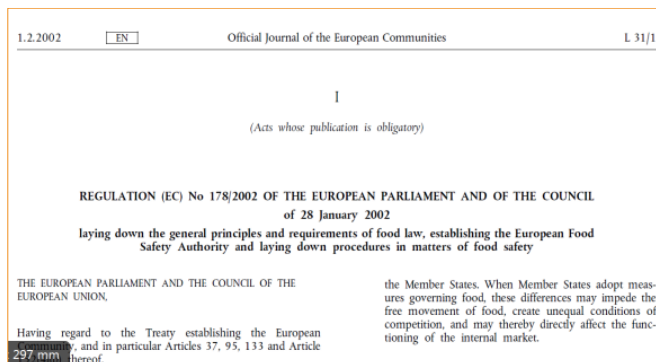 1.2.2002 EN Official Journal of the European Communities L 31/1
I
(Acts whose publication is obligatory)
REGULATION (EC) No 178/2002 OF THE EUROPEAN PARLIAMENT AND OF THE COUNCIL
of 28 January 2002
laying down the general principles and requirements of food law, establishing the European Food
Safety Authority and laying down procedures in matters of food safety
THE EUROPEAN PARLIAMENT AND THE COUNCIL OF THE
EUROPEAN UNION,
Having regard to the Treaty establishing the European
Community, and in particular Articles 37, 95, 133 and Article
thereof.
the Member States. When Member States adopt meas-
ures governing food, these differences may impede the
free movement of food, create unequal conditions of
competition, and may thereby directly affect the func-
tioning of the internal market.
297 mm